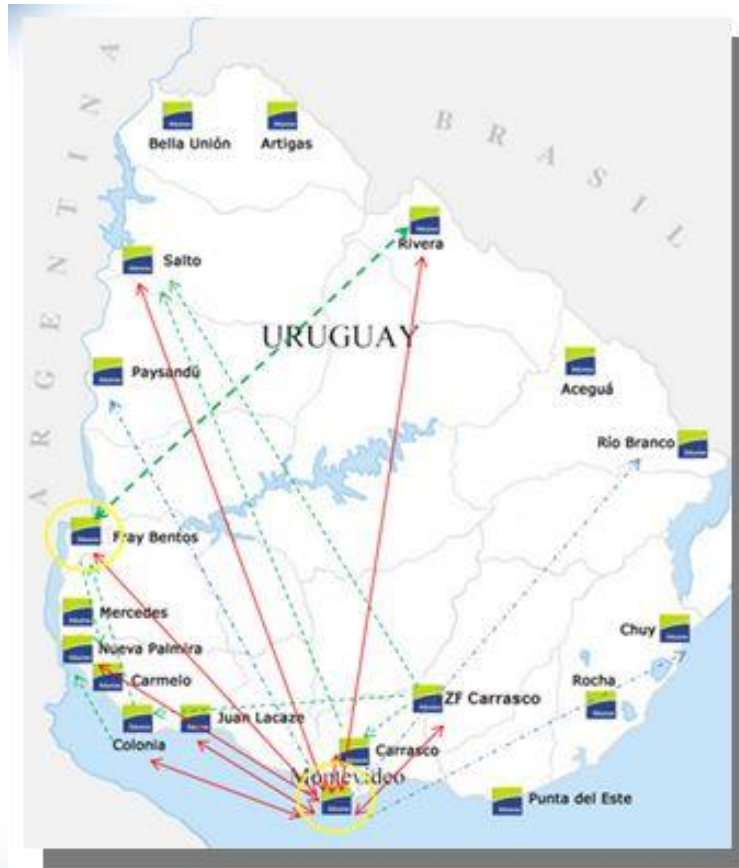 ARGENTINA
BRASIL
Bella Unión
Artigas
Rivera
Salto
URUGUAY
Paysandú
Aceguá
Río Branco
Fray Bentos
Mercedes
Nueva Palmira
Carmelo
Chuy
Rocha
ZF Carrasco
Juan Lacaze
Colonia
Carrasco
Montevideo
Punta del Este